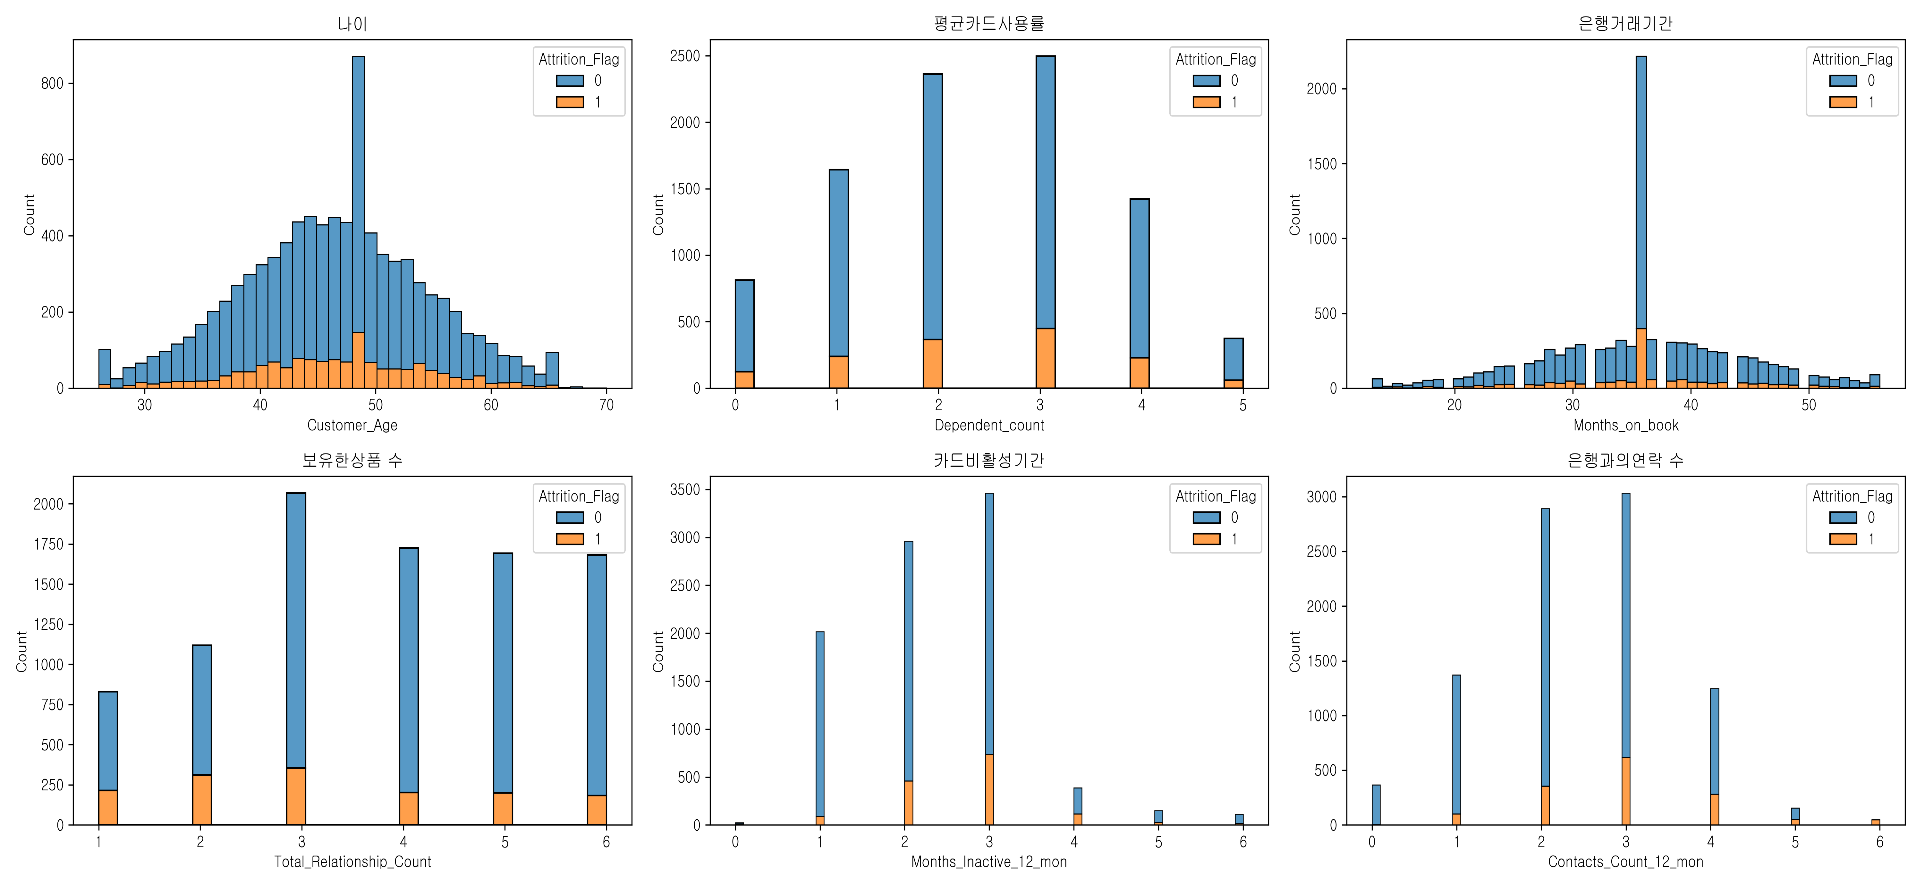 나이
Attrition_Flag
0
1
Count
800
600
400
200
0
30 40 50 60 70
Customer_Age
평균카드사용률
Attrition_Flag
0
1
Count
2500
2000
1500
1000
500
0
0 1 2 3 4 5
Dependent_count
은행거래기간
Attrition_Flag
0
1
Count
2000
1500
1000
500
0
20 30 40 50
Months_on_book
보유한상품 수
Attrition_Flag
0
1
Count
2000
1750
1500
1250
1000
750
500
250
0
1 2 3 4 5 6
Total_Relationship_Count
카드비활성기간
Attrition_Flag
0
1
Count
3500
3000
2500
2000
1500
1000
500
0
0 1 2 3 4 5 6
Months_Inactive_12_mon
은행과의연락 수
Attrition_Flag
0
1
Count
3000
2500
2000
1500
1000
500
0
0 1 2 3 4 5 6
Contacts_Count_12_mon